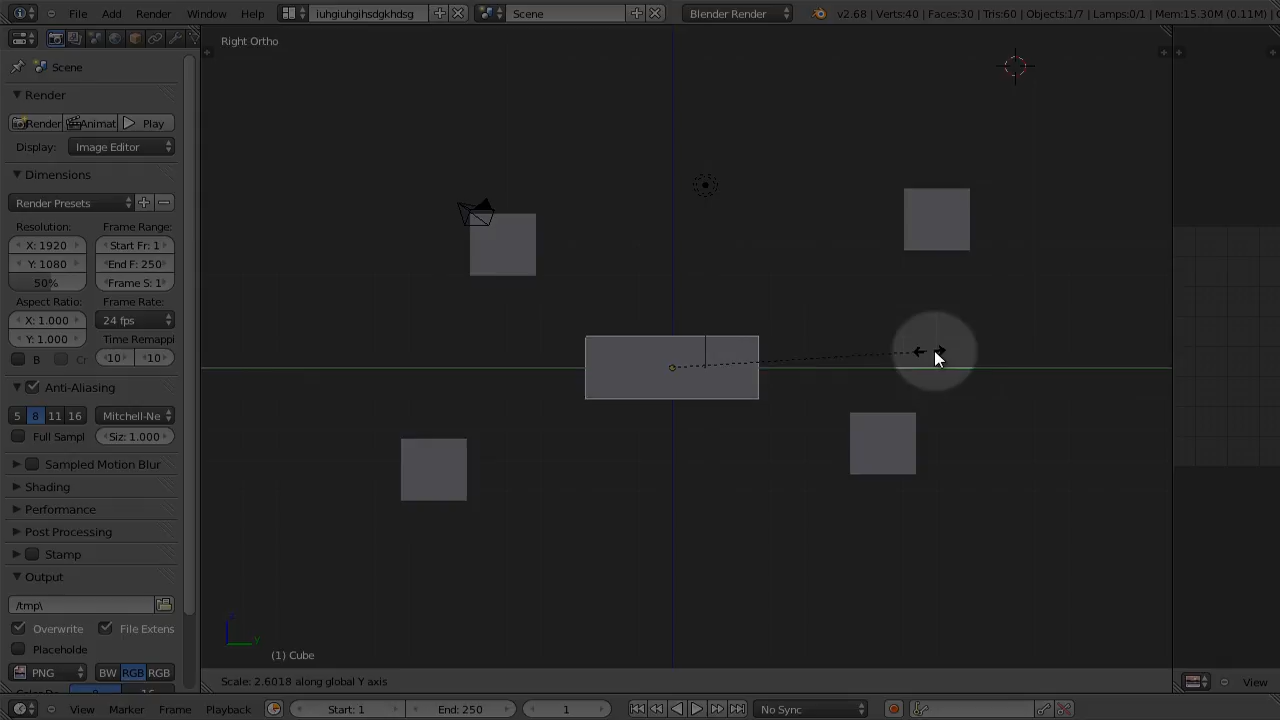 File Add Render Window Help iuhgiuhgihsdgkhdsg Scene Blender Render v2.68 | Verts:40 | Faces:30 | Tris:60 | Objects:1/7 | Lamps:0/1 | Mem:15.30M (0.11M) |
Right Ortho
Scene
Render
Render Animat Play
Display: Image Editor
Dimensions
Render Presets
Resolution: Frame Range:
X: 1920 Start Fr: 1
Y: 1080 End F: 250
50% Frame S: 1
Aspect Ratio: Frame Rate:
X: 1.000 24 fps
Y: 1.000 Time Remappi
B Cr 10 10
Anti-Aliasing
5 8 11 16 Mitchell-Ne
Full Sampl Siz: 1.000
Sampled Motion Blur
Shading
Performance
Post Processing
Stamp
Output
/tmp\
Overwrite File Extens
Placeholde
PNG BW RGB RGB
z
y
(1) Cube
Scale: 2.6018 along global Y axis
View
View Marker Frame Playback Start: 1 End: 250 1 No Sync